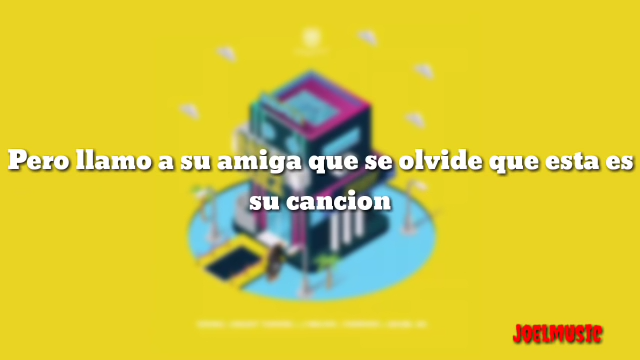 Pero llamo a su amiga que se olvide que esta es
su cancion
JOELMUSIC